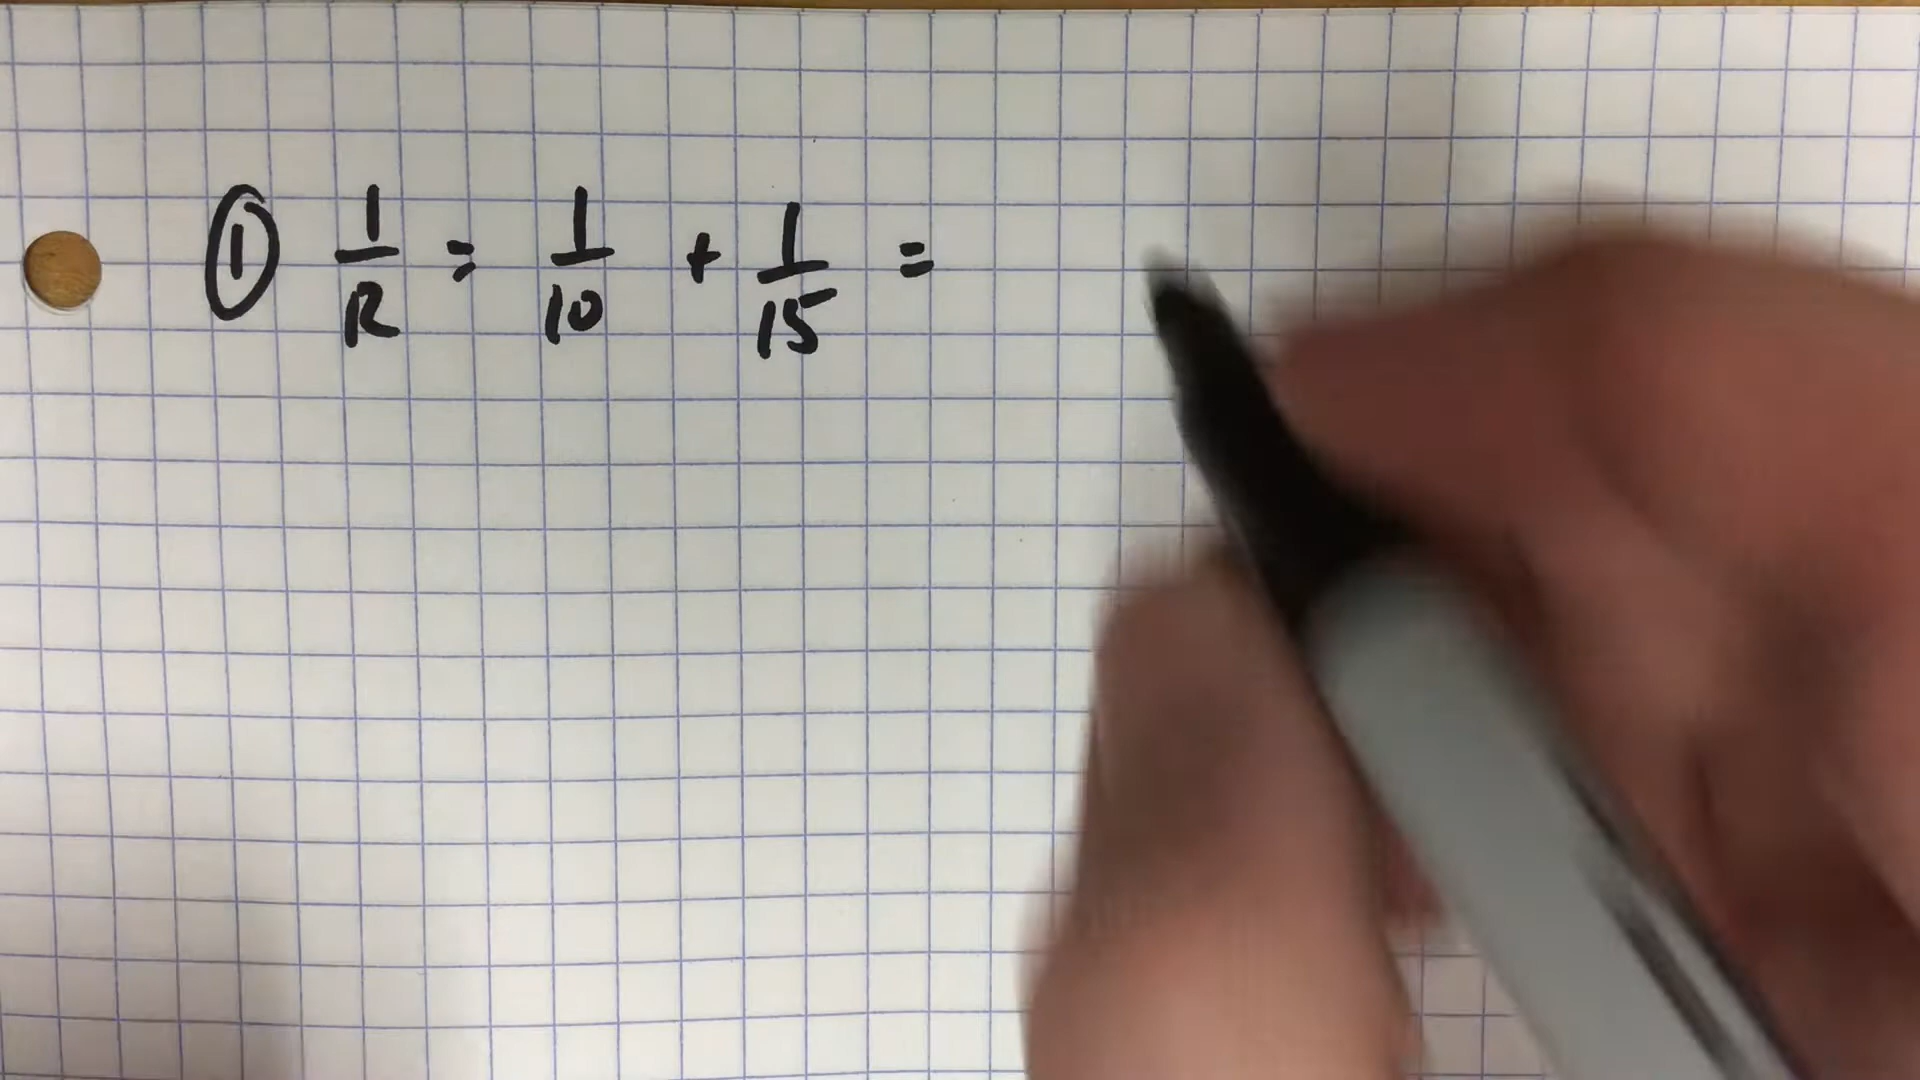 ① 1/R = 1/10 + 1/15 =